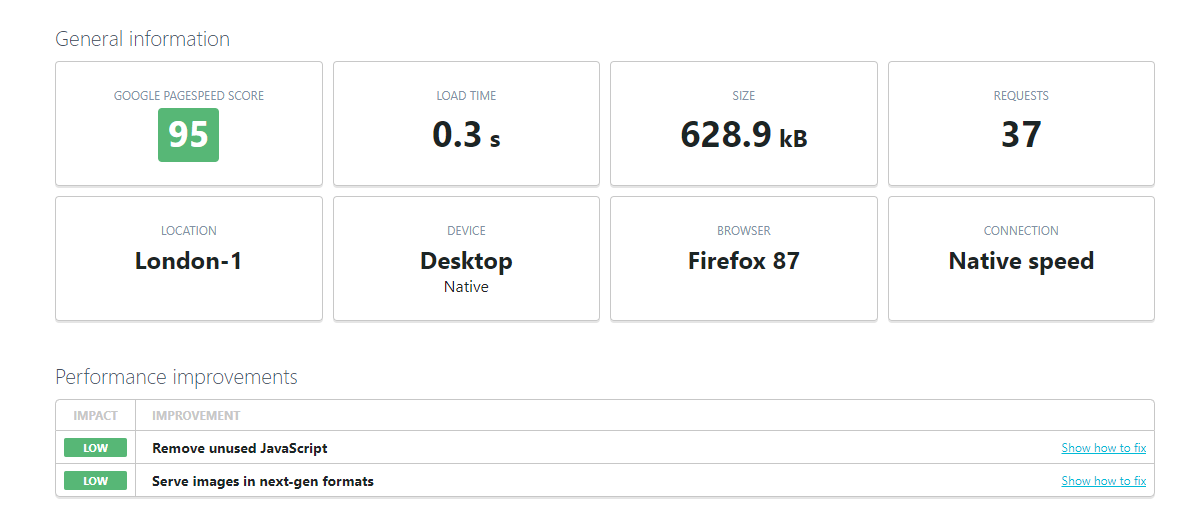 General information
GOOGLE PAGESPEED SCORE
95
LOAD TIME
0.3 s
SIZE
628.9 kB
REQUESTS
37
LOCATION
London-1
DEVICE
Desktop
Native
BROWSER
Firefox 87
CONNECTION
Native speed
Performance improvements
IMPACT IMPROVEMENT
LOW Remove unused JavaScript Show how to fix
LOW Serve images in next-gen formats Show how to fix